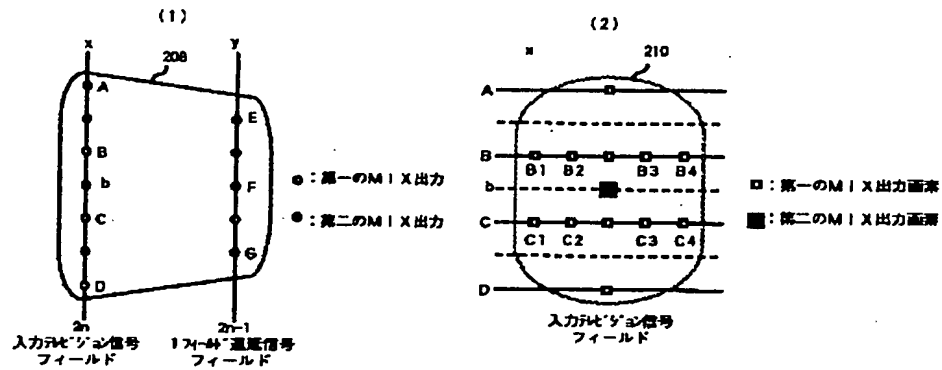 (1)
x
y
208
A
B
b
C
D
E
F
G
2n
2n-1
入力テレビジョン信号
フィールド
1フィールド遅延信号
フィールド
○：第一のMIX出力
●：第二のMIX出力
(2)
x
210
A
B
B1 B2 B3 B4
b
C
C1 C2 C3 C4
D
入力テレビジョン信号
フィールド
□：第一のMIX出力画素
■：第二のMIX出力画素